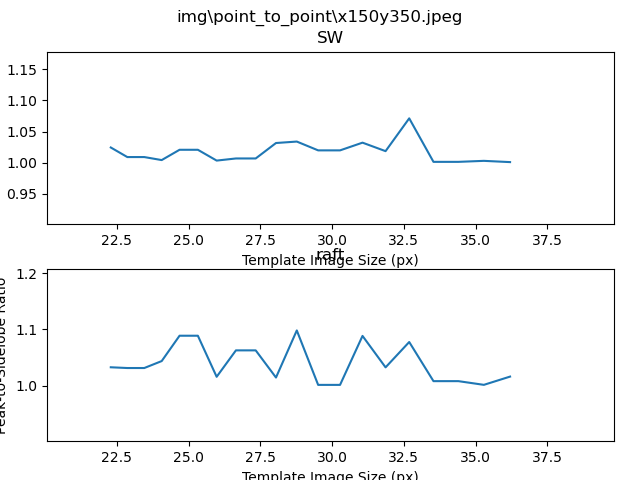 img\point_to_point\x150y350.jpeg
SW
1.15
1.10
1.05
1.00
0.95
22.5 25.0 27.5 30.0 32.5 35.0 37.5
Template Image Size (px)
raft
1.2
1.1
1.0
Peak-to-Sidelobe Ratio
22.5 25.0 27.5 30.0 32.5 35.0 37.5
Template Image Size (px)